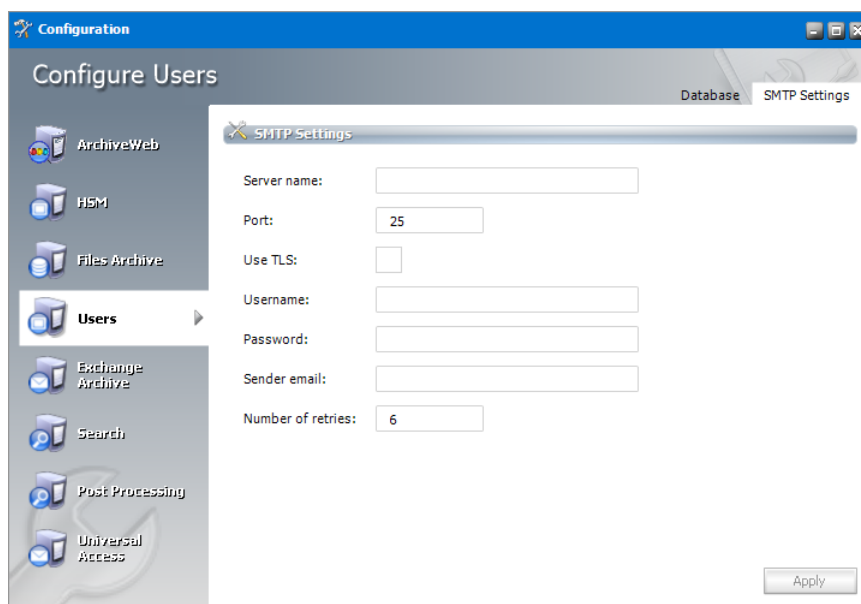 Configuration
Configure Users
Database
SMTP Settings
ArchiveWeb
HSM
Files Archive
Users
Exchange
Archive
Search
Post Processing
Universal
Access
SMTP Settings
Server name:
Port: 25
Use TLS:
Username:
Password:
Sender email:
Number of retries: 6
Apply